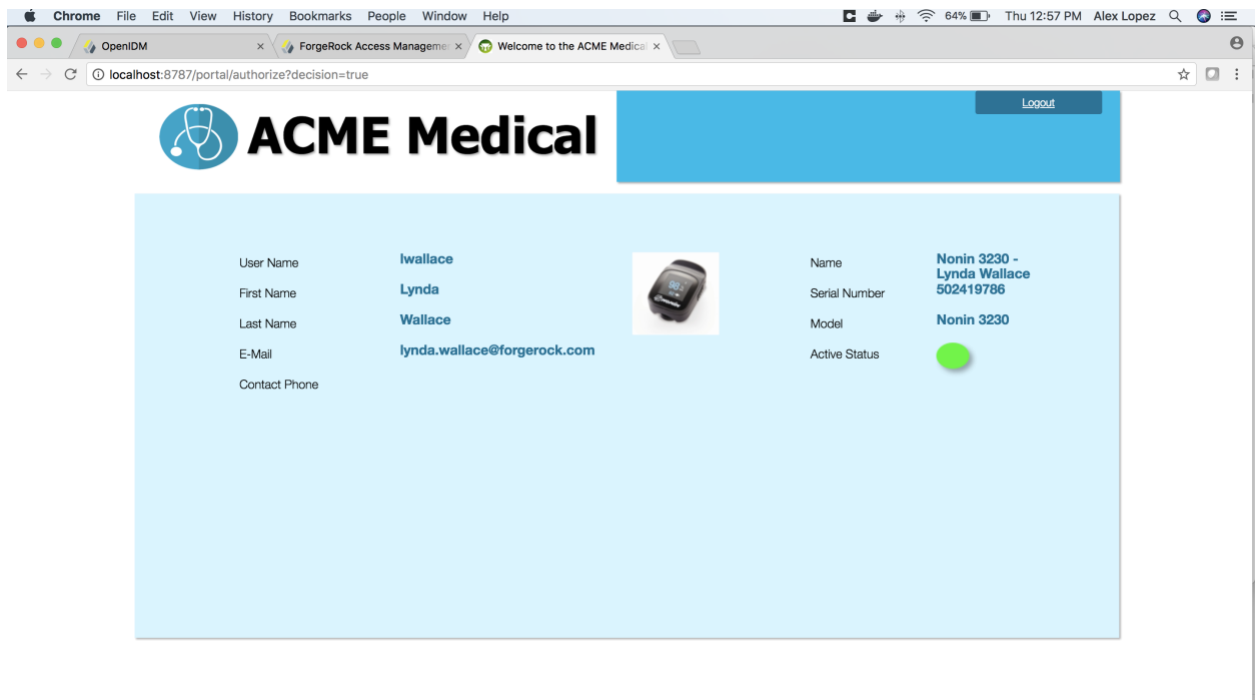 Chrome File Edit View History Bookmarks People Window Help 64% Thu 12:57 PM Alex Lopez
OpenIDM
ForgeRock Access Managemen
Welcome to the ACME Medical
localhost:8787/portal/authorize?decision=true
Logout
ACME Medical
User Name lwallace
First Name Lynda
Last Name Wallace
E-Mail lynda.wallace@forgerock.com
Contact Phone
Name Nonin 3230 -
Lynda Wallace
Serial Number 502419786
Model Nonin 3230
Active Status